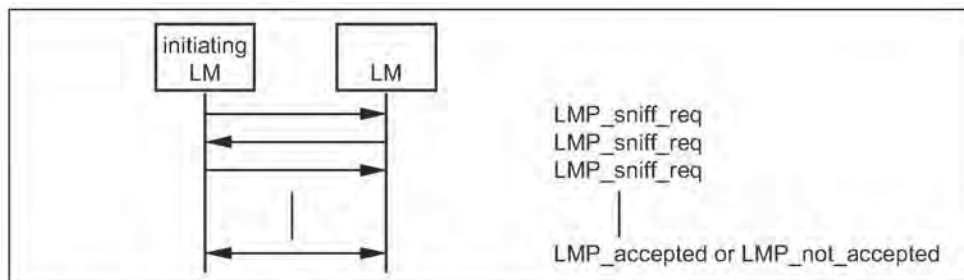 initiating
LM
LM
LMP_sniff_req
LMP_sniff_req
LMP_sniff_req
LMP_accepted or LMP_not_accepted